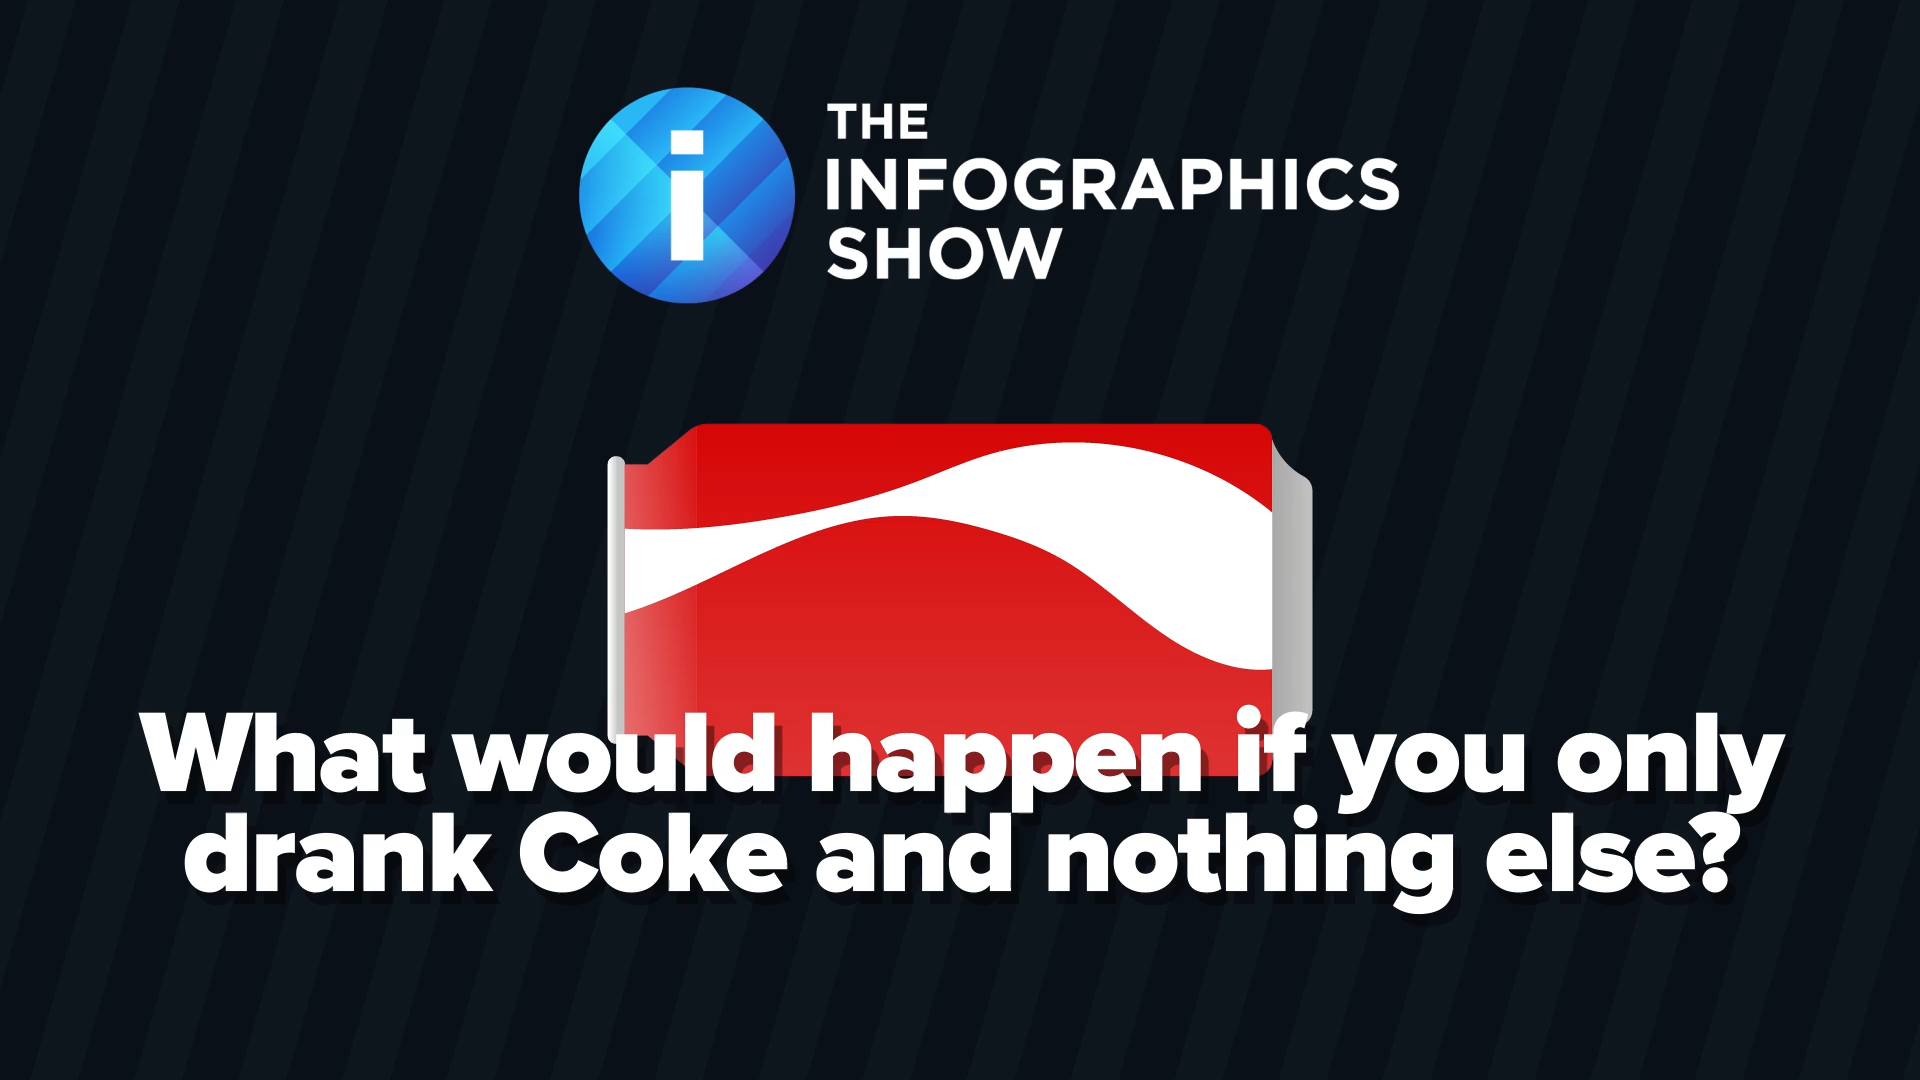 i
THE
INFOGRAPHICS
SHOW
What would happen if you only
drank Coke and nothing else?